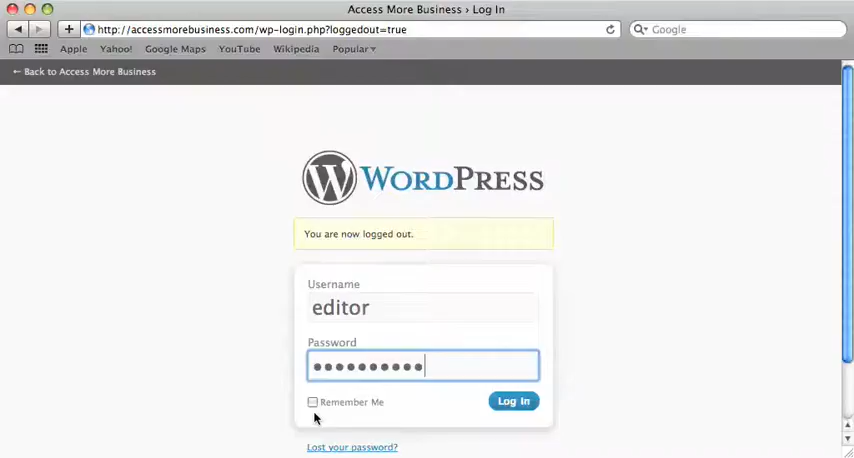 Access More Business › Log In
http://accessmorebusiness.com/wp-login.php?loggedout=true
Google
Apple Yahoo! Google Maps YouTube Wikipedia Popular
← Back to Access More Business
WORDPRESS
You are now logged out.
Username
editor
Password
Remember Me
Log In
Lost your password?